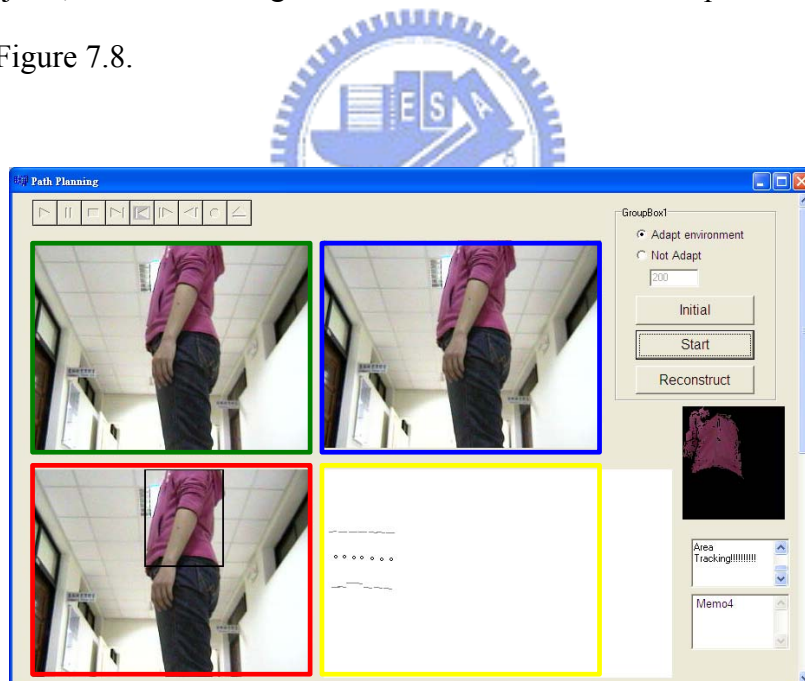 Figure 7.8.
E S A
Path Planning
GroupBox1
Adapt environment
Not Adapt
200
Initial
Start
Reconstruct
Area
Tracking!!!!!!!!!!
Memo4